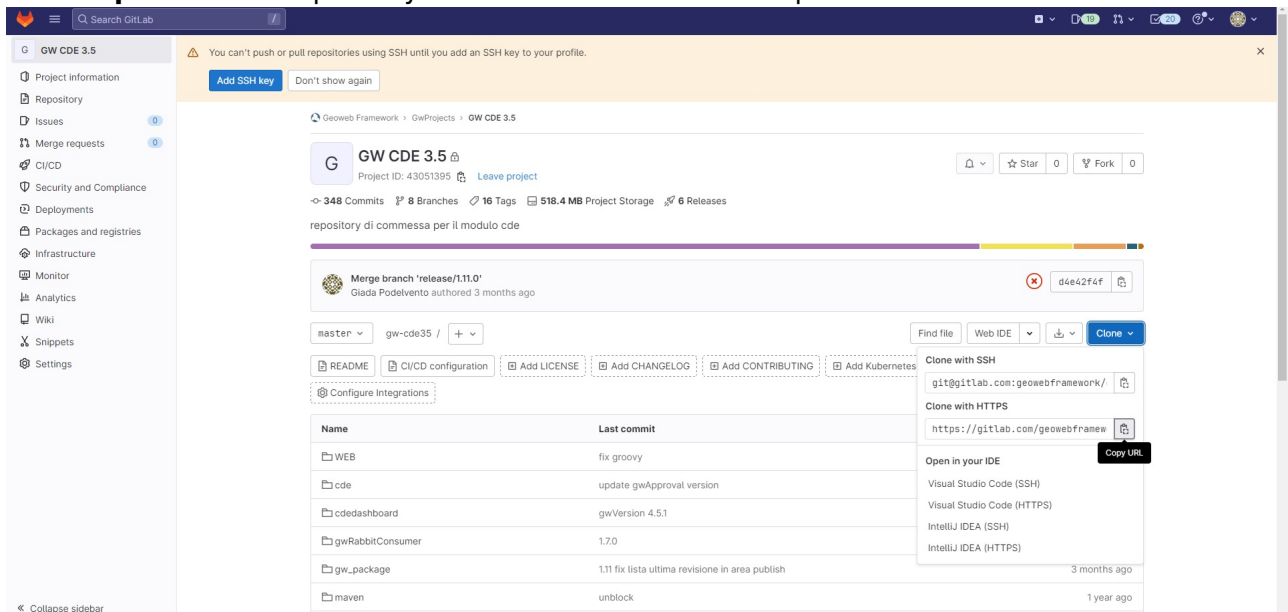 Search GitLab
/
19
20
G GW CDE 3.5
Project information
Repository
Issues 0
Merge requests 0
CI/CD
Security and Compliance
Deployments
Packages and registries
Infrastructure
Monitor
Analytics
Wiki
Snippets
Settings
Collapse sidebar
You can't push or pull repositories using SSH until you add an SSH key to your profile.
Add SSH key Don't show again
Geoweb Framework > GwProjects > GW CDE 3.5
G
GW CDE 3.5
Project ID: 43051395 Leave project
Star 0 Fork 0
348 Commits 8 Branches 16 Tags 518.4 MB Project Storage 6 Releases
repository di commessa per il modulo cde
Merge branch 'release/1.11.0'
Giada Podelvento authored 3 months ago
d4e42f4f
master gw-cde35 / +
Find file Web IDE Clone
README CI/CD configuration Add LICENSE Add CHANGELOG Add CONTRIBUTING Add Kubernetes
Configure Integrations
Clone with SSH
git@gitlab.com:geowebframework/
Clone with HTTPS
https://gitlab.com/geowebframew
Copy URL
Open in your IDE
Visual Studio Code (SSH)
Visual Studio Code (HTTPS)
IntelliJ IDEA (SSH)
IntelliJ IDEA (HTTPS)
Name Last commit
WEB fix groovy
cde update gwApproval version
cdedashboard gwVersion 4.5.1
gwRabbitConsumer 1.7.0
gw_package 1.11 fix lista ultima revisione in area publish 3 months ago
maven unblock 1 year ago